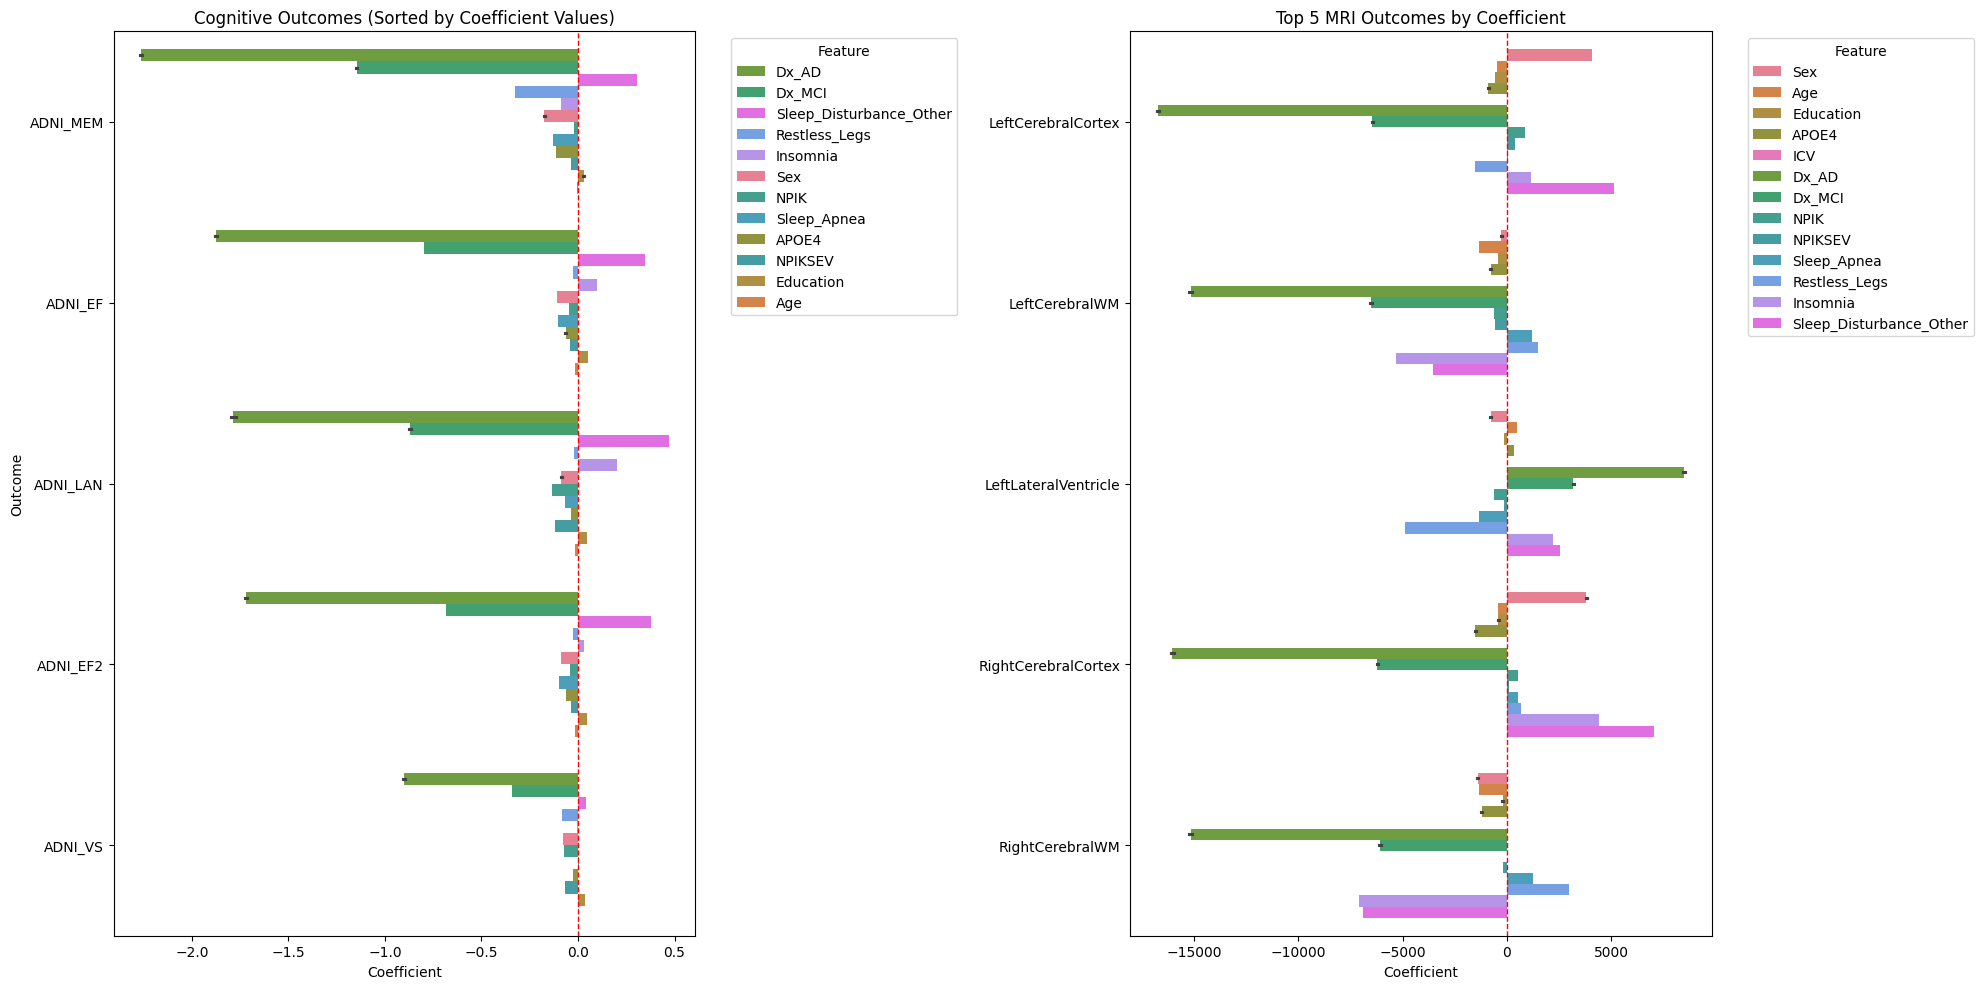 Cognitive Outcomes (Sorted by Coefficient Values)
ADNI_MEM
ADNI_EF
ADNI_LAN
ADNI_EF2
ADNI_VS
Outcome
−2.0 −1.5 −1.0 −0.5 0.0 0.5
Coefficient
Feature
Dx_AD
Dx_MCI
Sleep_Disturbance_Other
Restless_Legs
Insomnia
Sex
NPIK
Sleep_Apnea
APOE4
NPIKSEV
Education
Age
Top 5 MRI Outcomes by Coefficient
LeftCerebralCortex
LeftCerebralWM
LeftLateralVentricle
RightCerebralCortex
RightCerebralWM
−15000 −10000 −5000 0 5000
Coefficient
Feature
Sex
Age
Education
APOE4
ICV
Dx_AD
Dx_MCI
NPIK
NPIKSEV
Sleep_Apnea
Restless_Legs
Insomnia
Sleep_Disturbance_Other